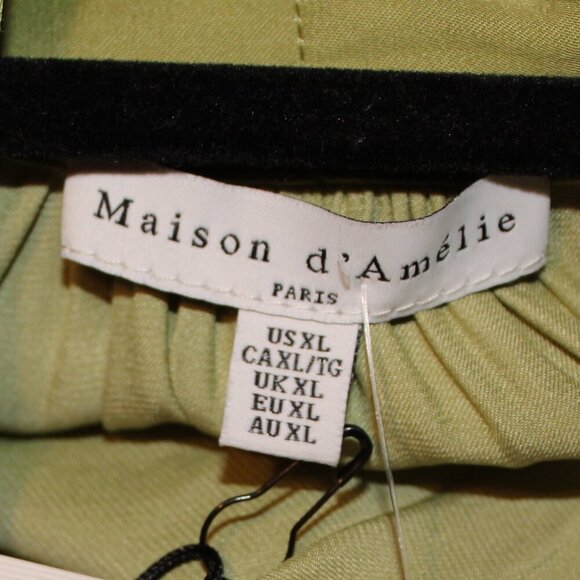 Maison d'Amélie
PARIS
US XL
CA XL/TG
UK XL
EU XL
AU XL